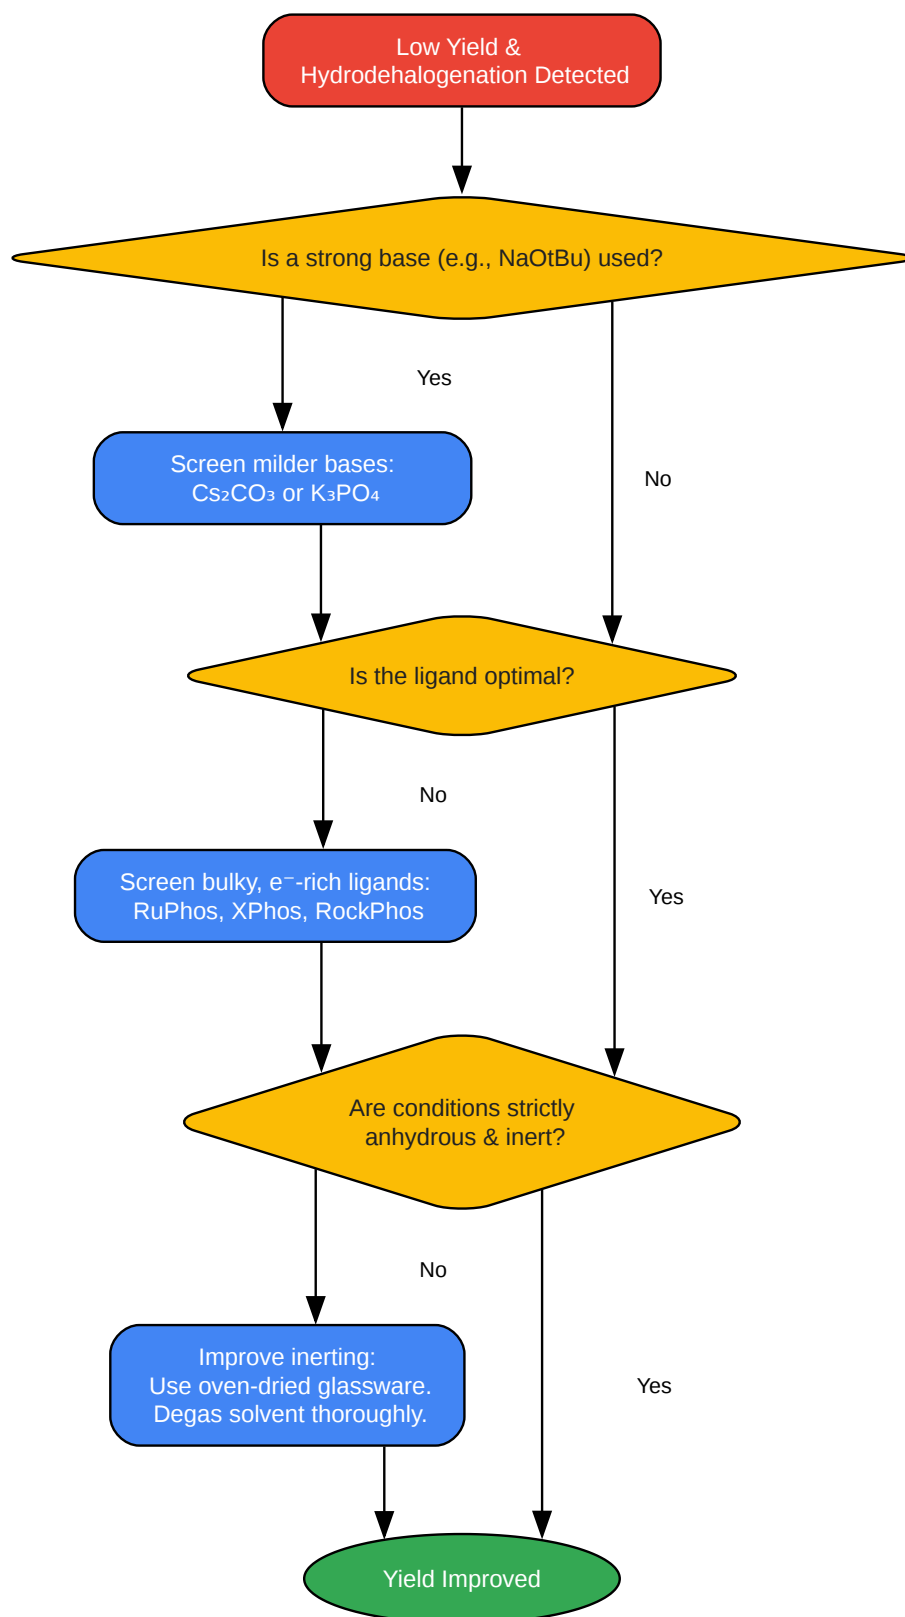 Low Yield &
Hydrodehalogenation Detected
Is a strong base (e.g., NaOtBu) used?
Yes
Screen milder bases:
Cs₂CO₃ or K₃PO₄
No
Is the ligand optimal?
No
Screen bulky, e⁻-rich ligands:
RuPhos, XPhos, RockPhos
Yes
Are conditions strictly
anhydrous & inert?
No
Improve inerting:
Use oven-dried glassware.
Degas solvent thoroughly.
Yes
Yield Improved